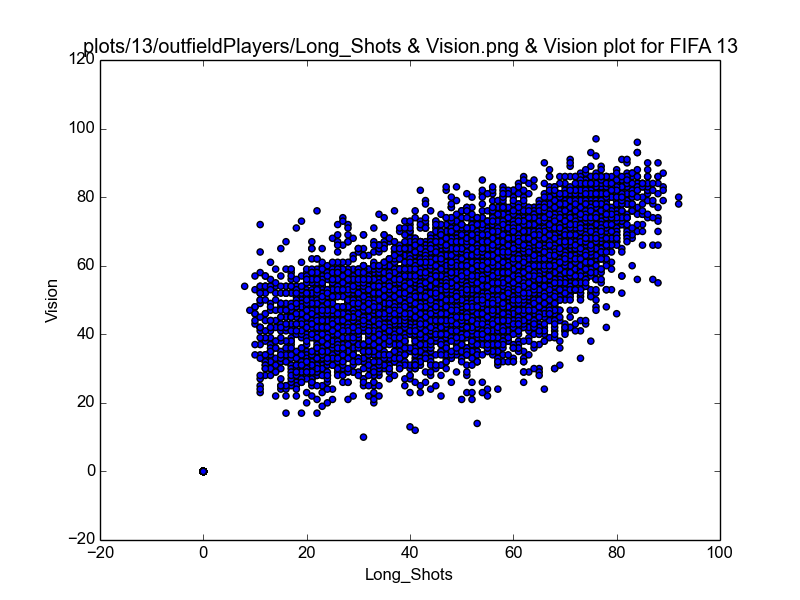 plots/13/outfieldPlayers/Long_Shots & Vision.png & Vision plot for FIFA 13
120
100
80
60
40
20
0
−20
Vision
−20 0 20 40 60 80 100
Long_Shots